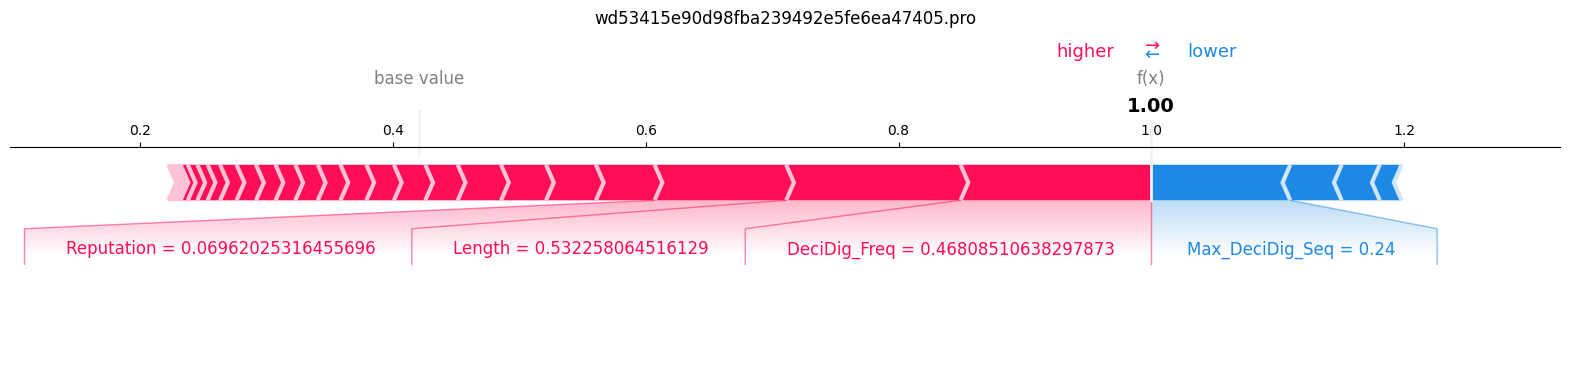 wd53415e90d98fba239492e5fe6ea47405.pro
higher ⇄ lower
base value f(x)
1.00
0.2 0.4 0.6 0.8 1 0 1.2
Reputation = 0.06962025316455696 Length = 0.532258064516129 DeciDig_Freq = 0.46808510638297873 Max_DeciDig_Seq = 0.24